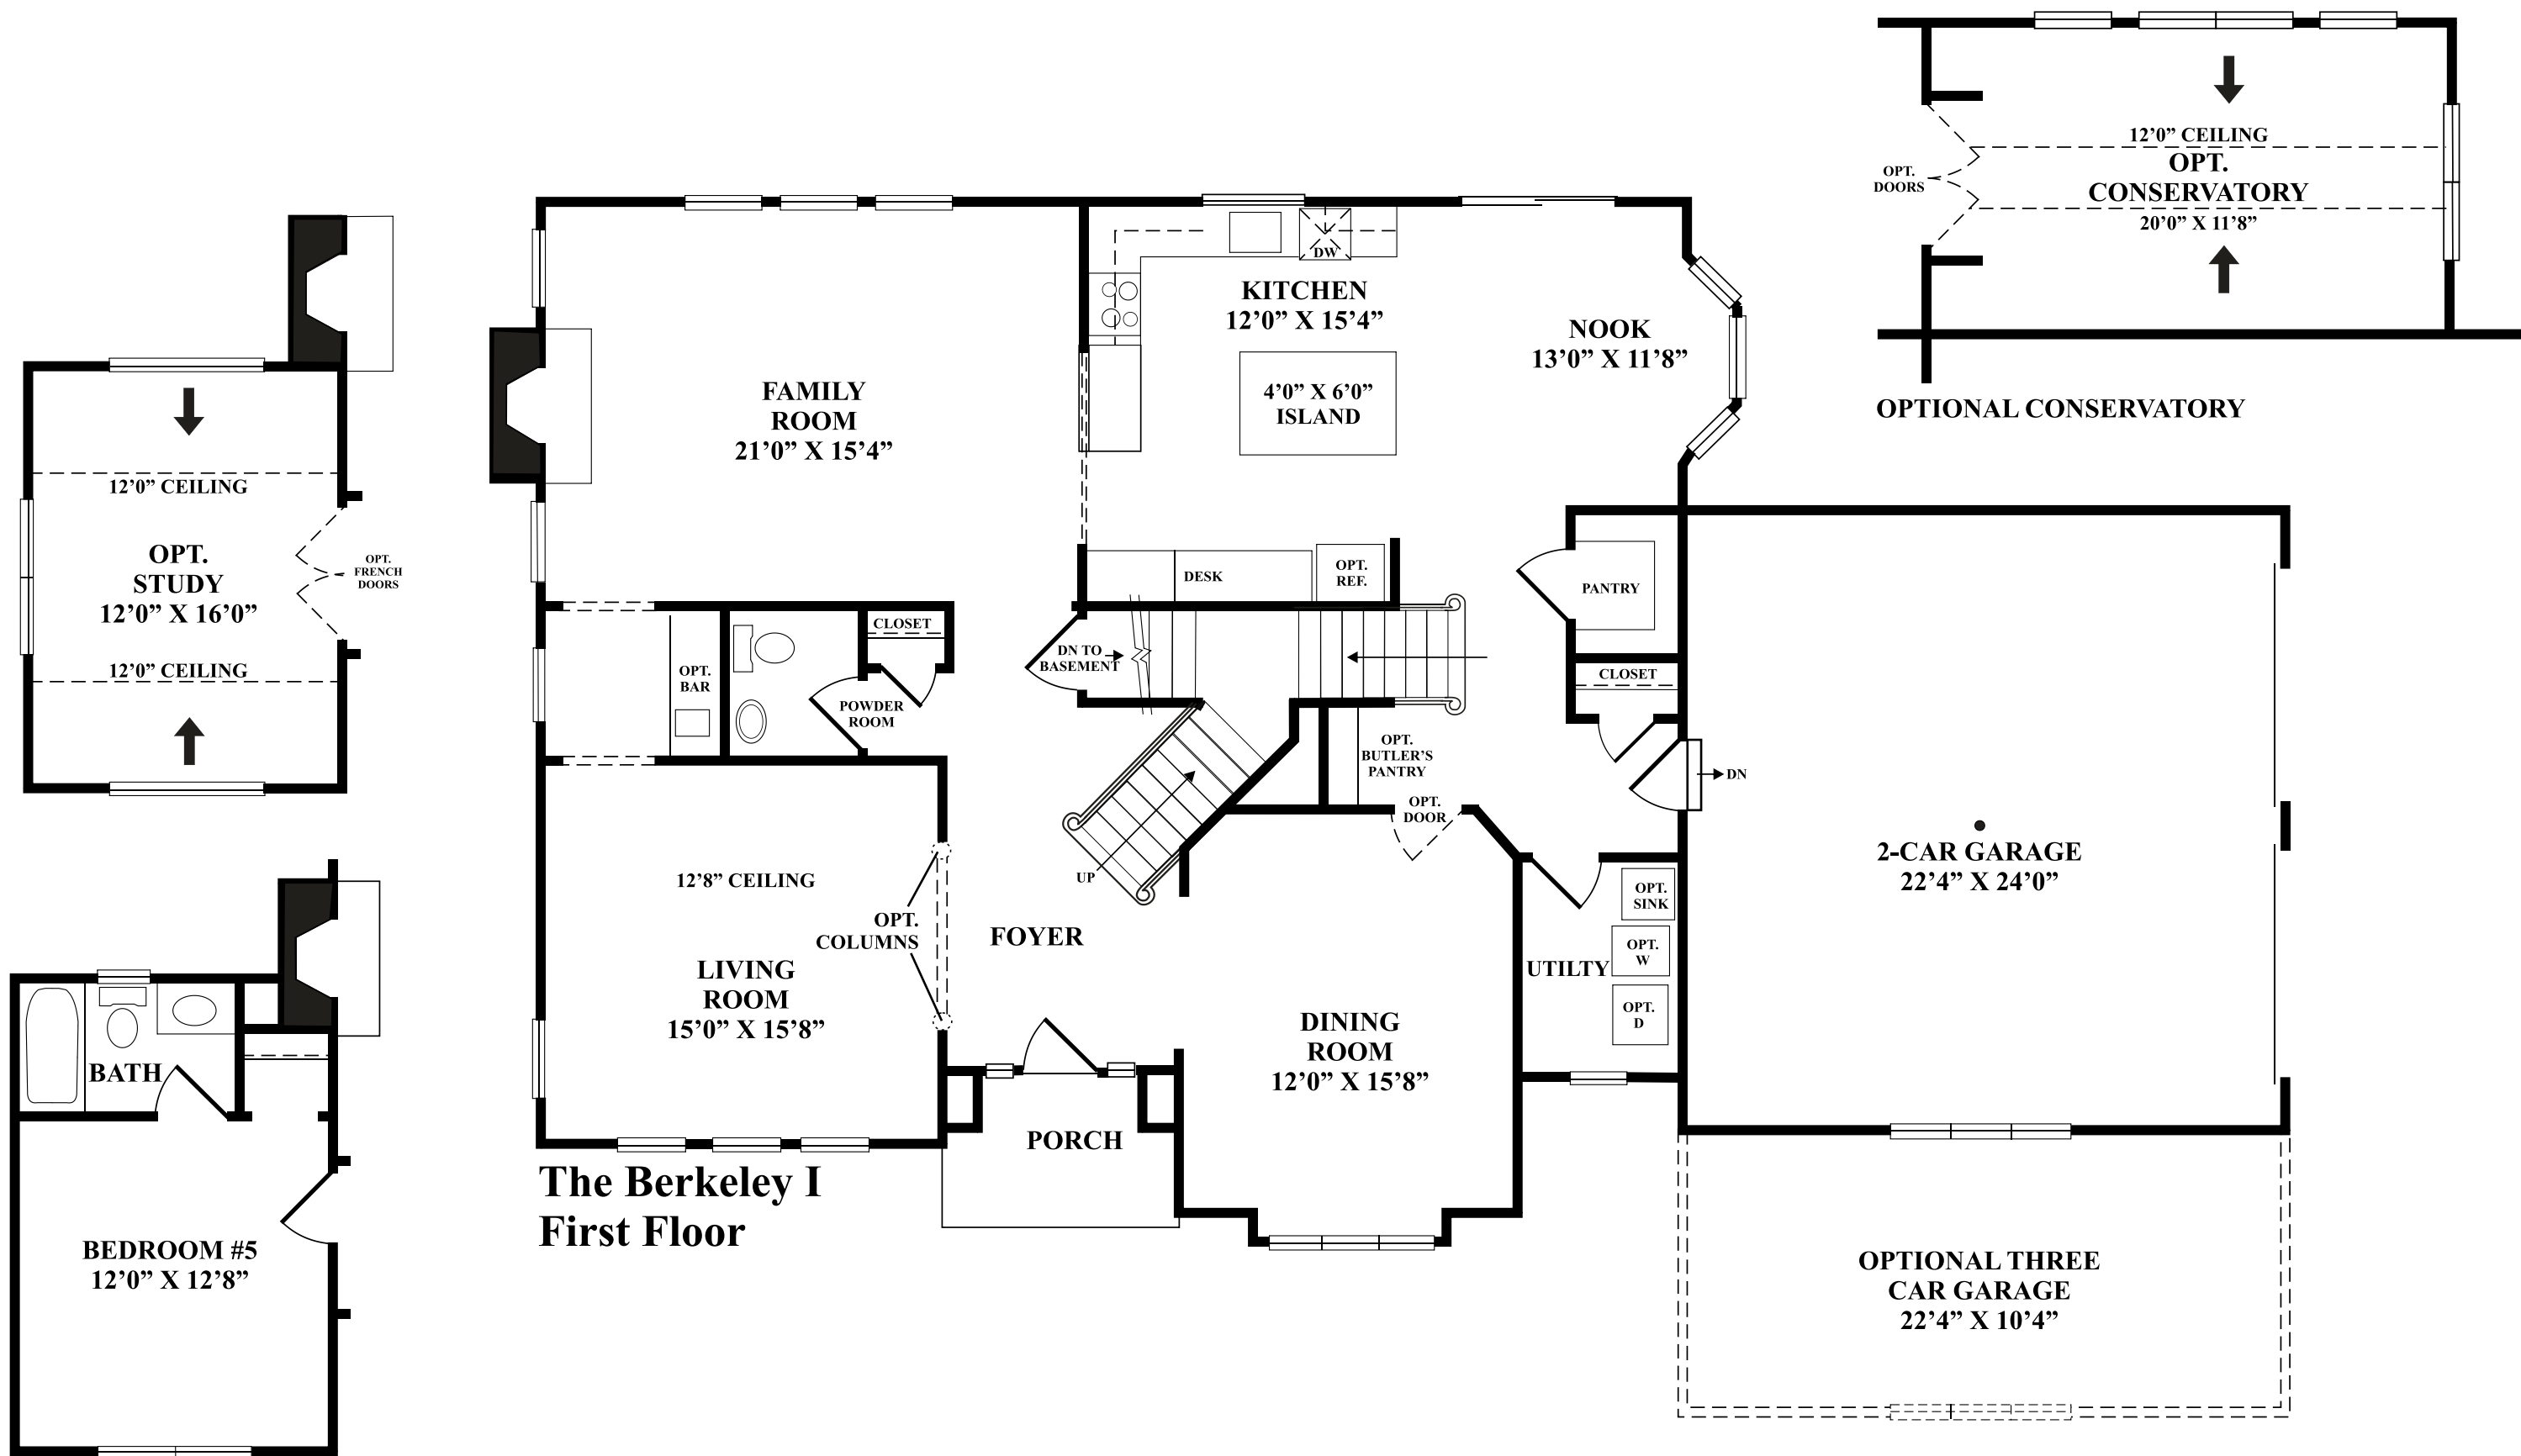 12’0” CEILING
OPT.
CONSERVATORY
20’0” X 11’8”
OPT.
DOORS
OPTIONAL CONSERVATORY
12’0” CEILING
OPT.
STUDY
12’0” X 16’0”
12’0” CEILING
OPT.
FRENCH
DOORS
FAMILY
ROOM
21’0” X 15’4”
DW
KITCHEN
12’0” X 15’4”
4’0” X 6’0”
ISLAND
NOOK
13’0” X 11’8”
DESK
OPT.
REF.
PANTRY
CLOSET
OPT.
BAR
POWDER
ROOM
DN TO
BASEMENT
CLOSET
OPT.
BUTLER’S
PANTRY
OPT.
DOOR
DN
UP
2-CAR GARAGE
22’4” X 24’0”
12’8” CEILING
OPT.
COLUMNS
LIVING
ROOM
15’0” X 15’8”
FOYER
DINING
ROOM
12’0” X 15’8”
UTILTY
OPT.
SINK
OPT.
W
OPT.
D
PORCH
The Berkeley I
First Floor
BATH
BEDROOM #5
12’0” X 12’8”
OPTIONAL THREE
CAR GARAGE
22’4” X 10’4”